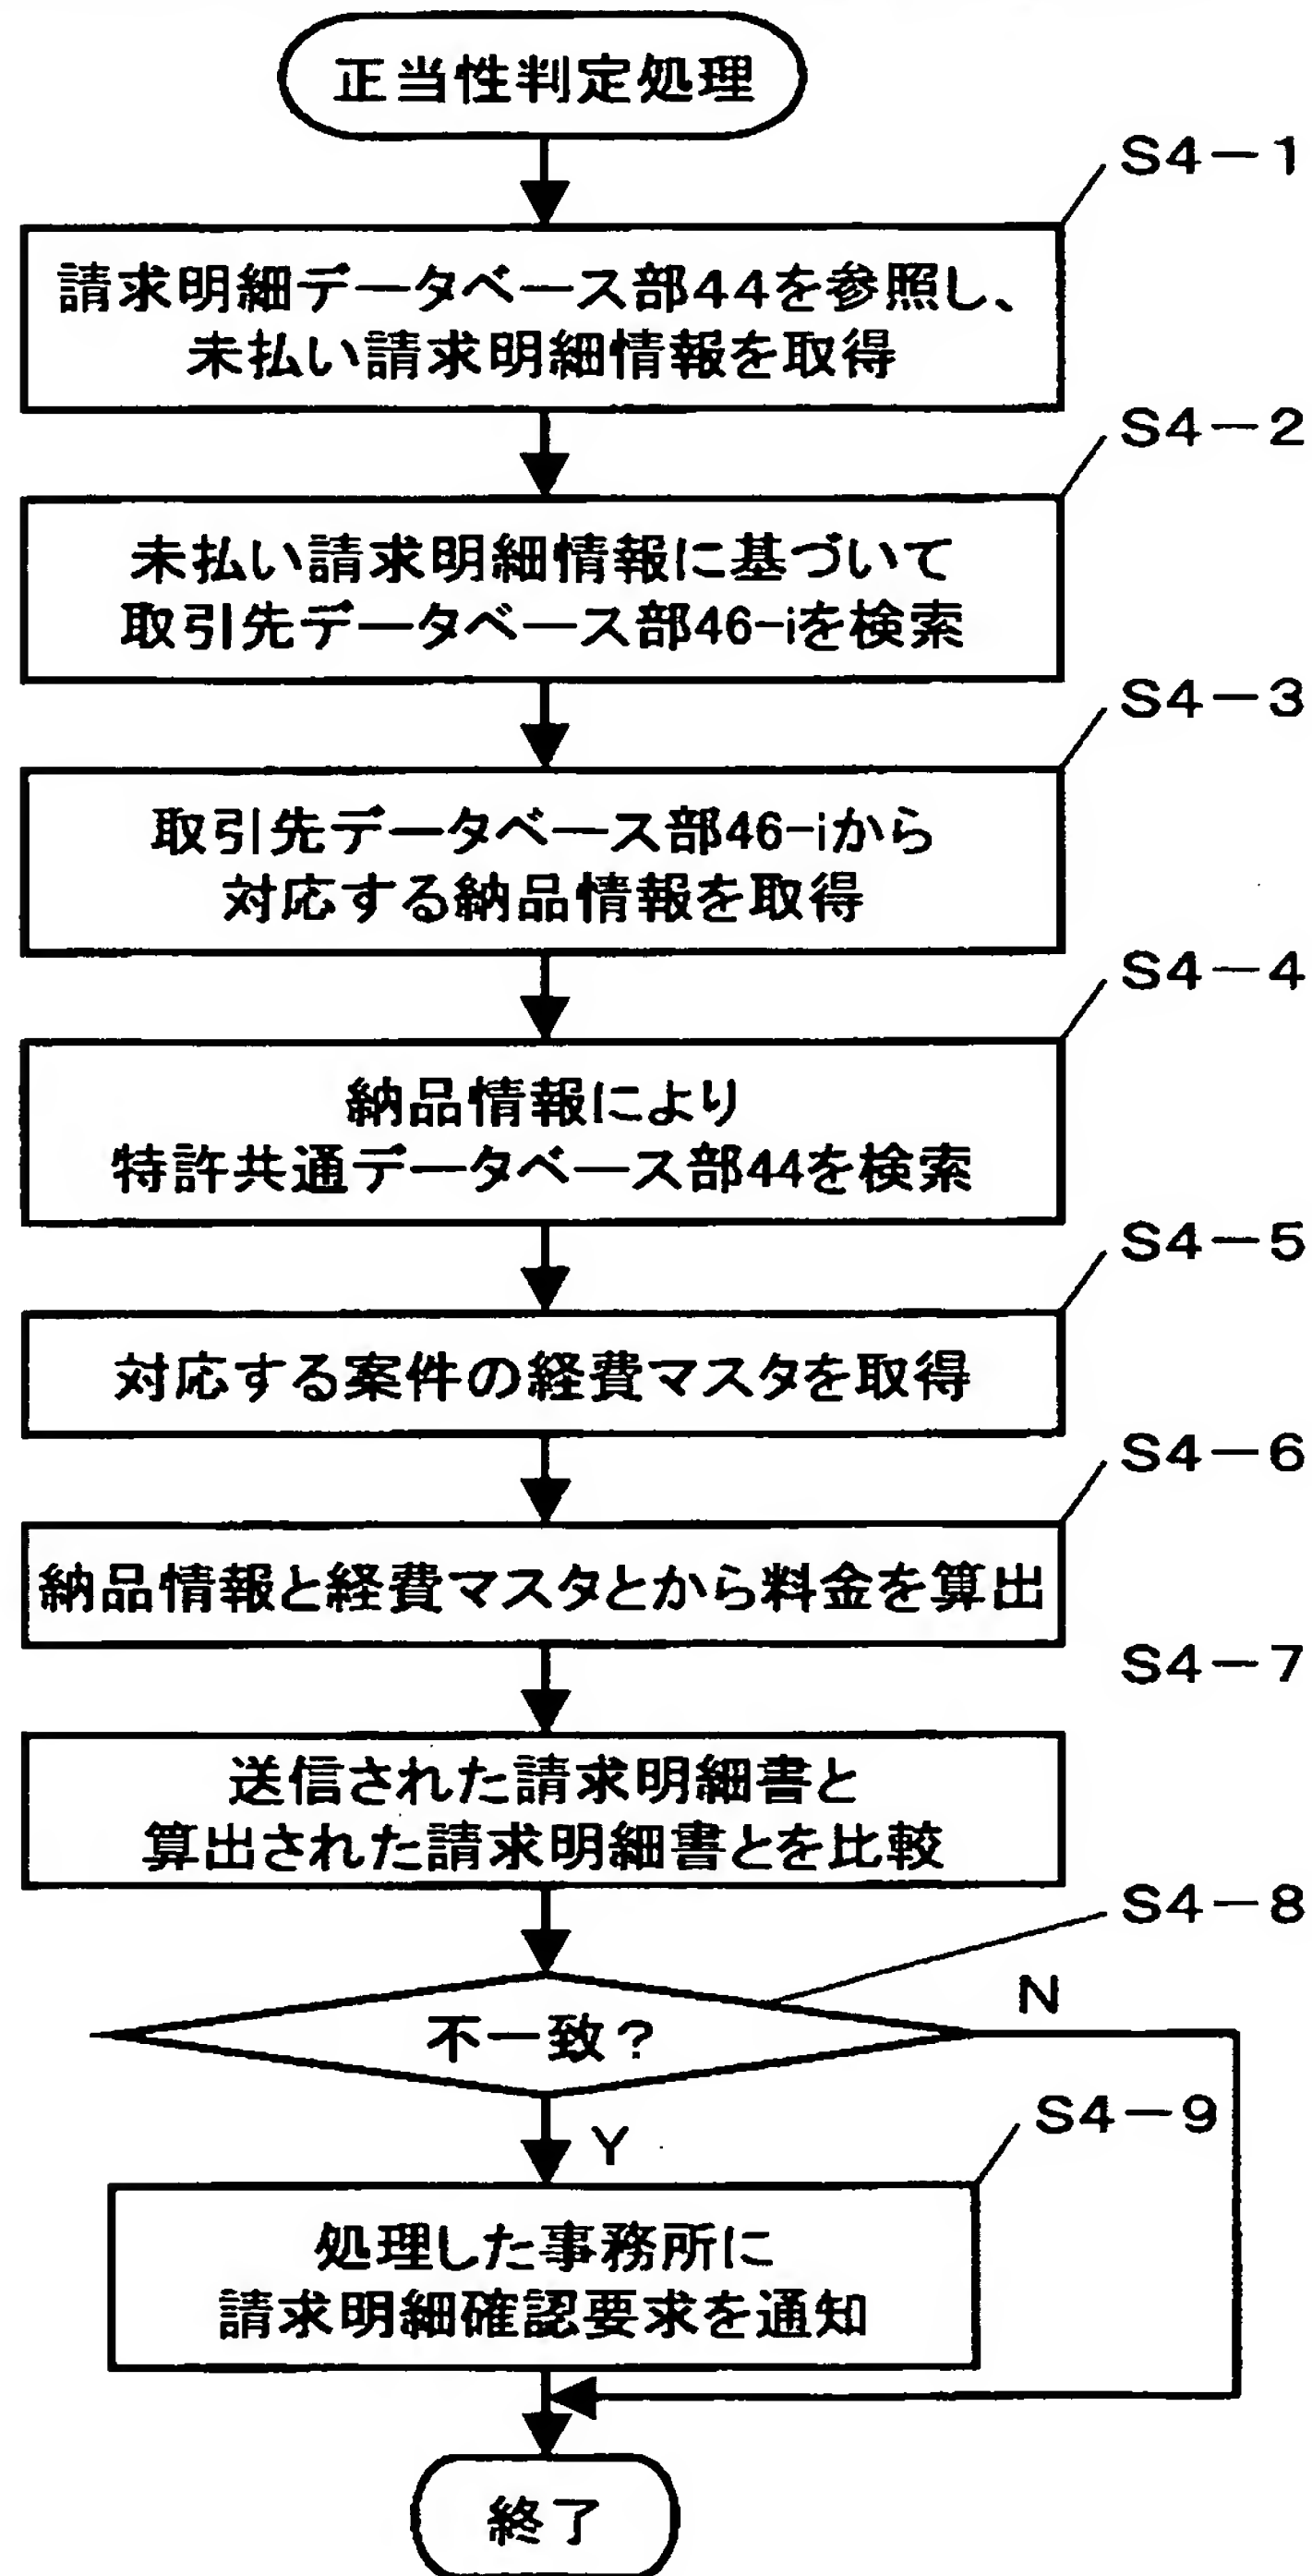 正当性判定処理
S4－1
請求明細データベース部44を参照し、
未払い請求明細情報を取得
S4－2
未払い請求明細情報に基づいて
取引先データベース部46-iを検索
S4－3
取引先データベース部46-iから
対応する納品情報を取得
S4－4
納品情報により
特許共通データベース部44を検索
S4－5
対応する案件の経費マスタを取得
S4－6
納品情報と経費マスタとから料金を算出
S4－7
送信された請求明細書と
算出された請求明細書とを比較
S4－8
不一致？
N
Y
S4－9
処理した事務所に
請求明細確認要求を通知
終了